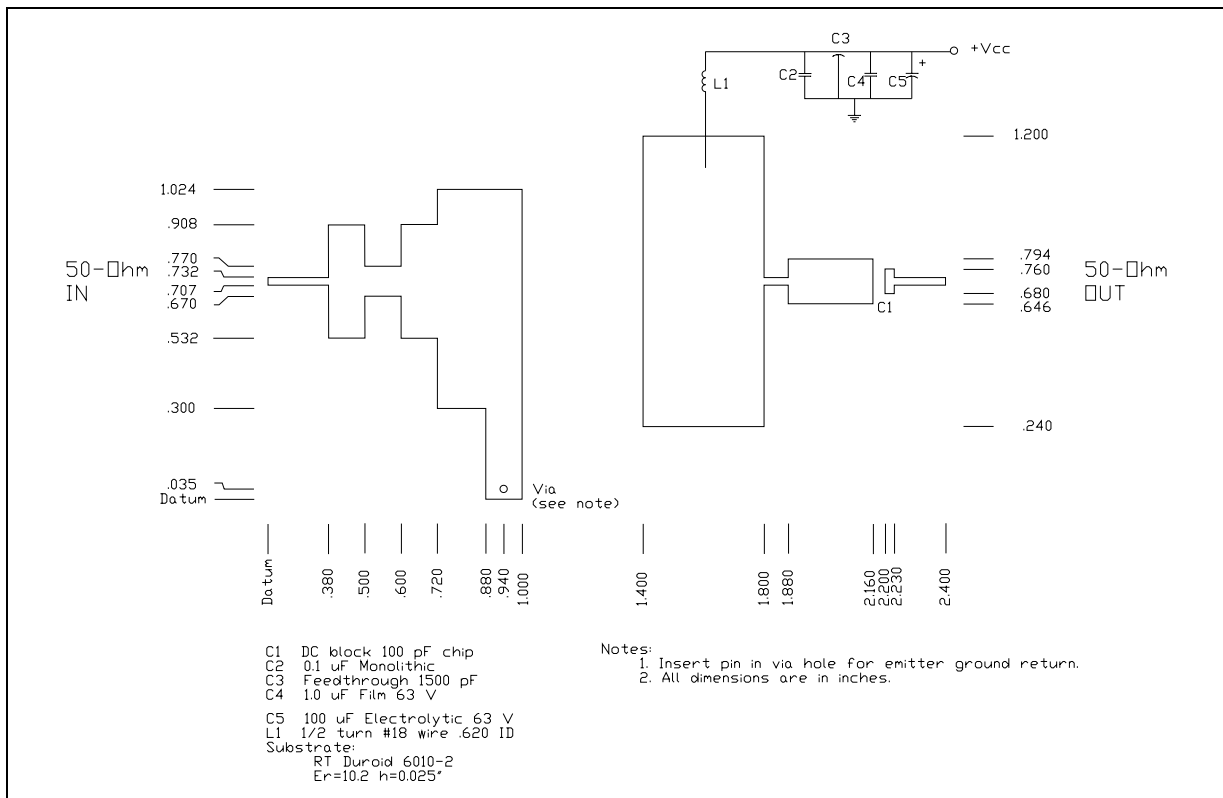 C3
+Vcc
C2
C4
C5
+
L1
1.200
1.024
.908
.770
.732
.707
.670
50-Ohm
IN
.794
.760
.680
.646
50-Ohm
OUT
C1
.532
.300
.240
.035
Datum
Via
(see note)
Datum
.380
.500
.600
.720
.880
.940
1.000
1.400
1.800
1.880
2.160
2.200
2.230
2.400
C1 DC block 100 pF chip
C2 0.1 uF Monolithic
C3 Feedthrough 1500 pF
C4 1.0 uF Film 63 V
C5 100 uF Electrolytic 63 V
L1 1/2 turn #18 wire .620 ID
Substrate:
RT Duroid 6010-2
Er=10.2 h=0.025"
Notes:
1. Insert pin in via hole for emitter ground return.
2. All dimensions are in inches.